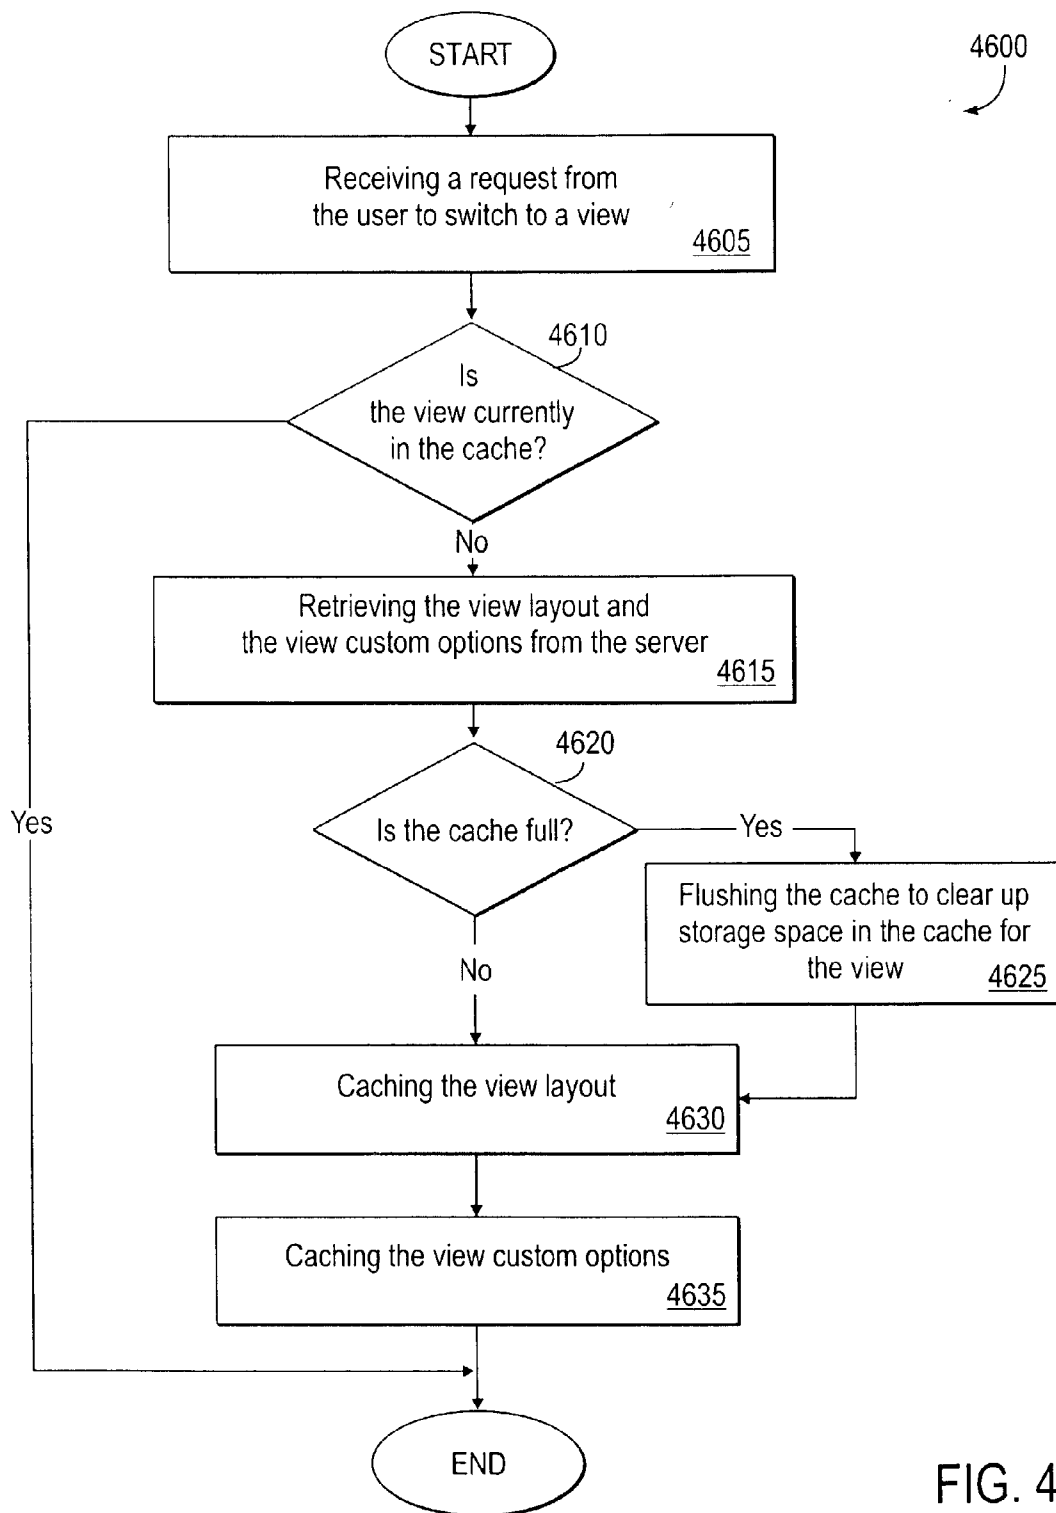 START
4600
Receiving a request from
the user to switch to a view
4605
4610
Is
the view currently
in the cache?
No
Retrieving the view layout and
the view custom options from the server
4615
4620
Yes
Is the cache full?
Yes
Flushing the cache to clear up
storage space in the cache for
the view
4625
No
Caching the view layout
4630
Caching the view custom options
4635
END
FIG. 4